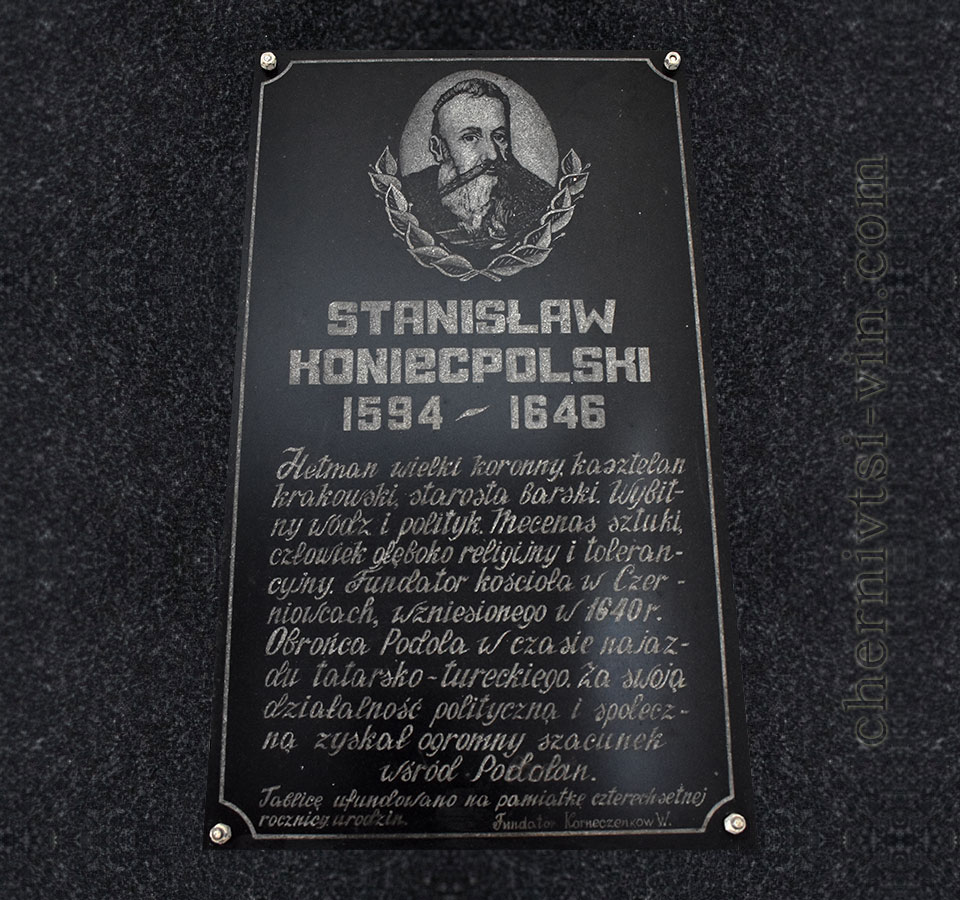 STANISŁAW
KONIECPOLSKI
1594 - 1646
Hetman wielki koronny, kasztelan
krakowski, starosta barski. Wybit-
ny wódz i polityk. Mecenas sztuki,
człowiek głęboko religijny i toleran-
cyjny. Fundator kościoła w Czer-
niowcach, wzniesionego w 1640 r.
Obrońca Podola w czasie najaz-
du tatarsko-tureckiego. Za swoją
działalność polityczną i społecz-
ną zyskał ogromny szacunek
wśród Podolan.
Tablicę ufundowano na pamiątkę czterechsetnej
rocznicy urodzin. Fundator Korneczenkow W.
chernivtsi-vin.com